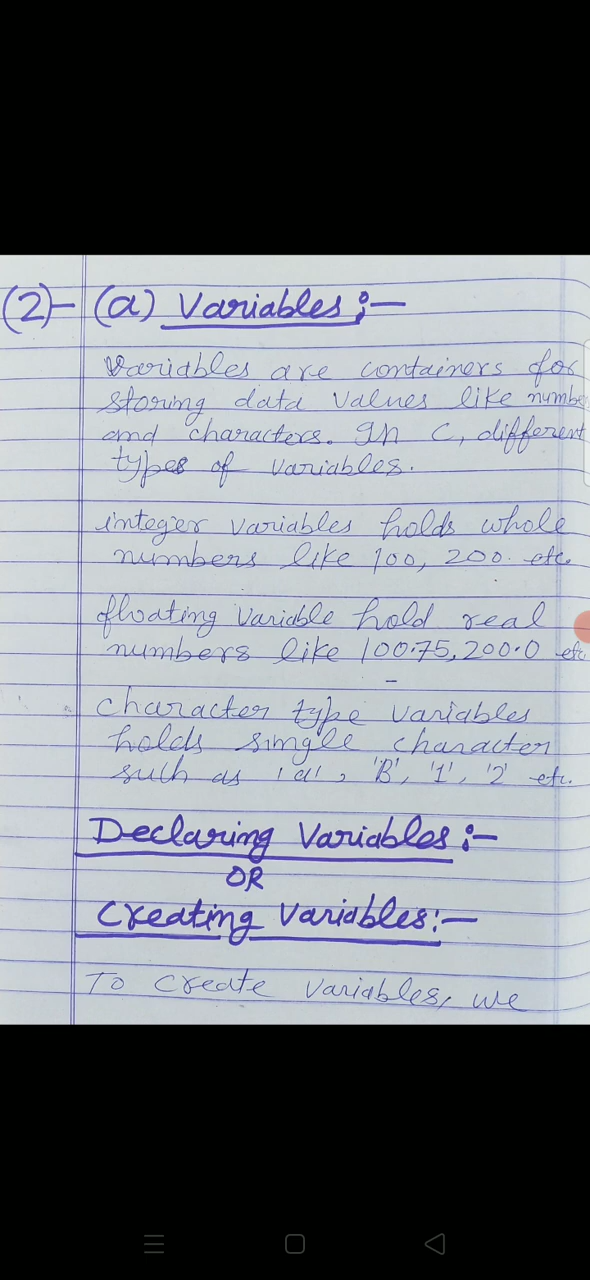 (2)- (a) Variables :-
Variables are containers for
storing data values like numbe
and characters. In C, different
types of variables.
integer variables holds whole
numbers like 100, 200. etc.
floating variable hold real
numbers like 100.75, 200.0 etc
character type variables
holds single character
such as 'a', 'B', '1', '2' etc.
Declaring Variables :-
OR
Creating Variables :-
To create variables, we